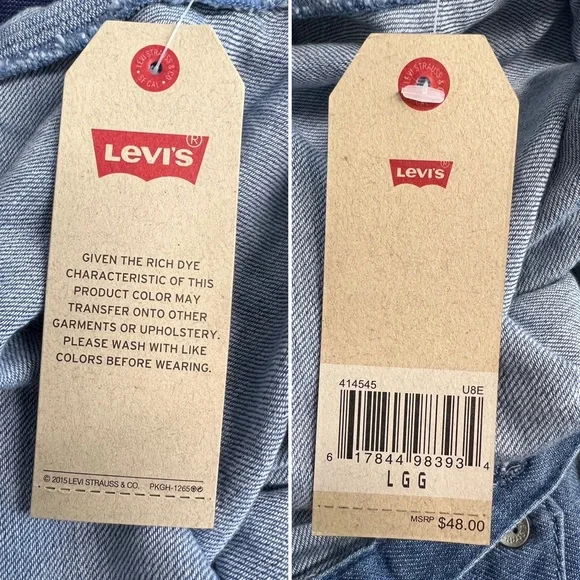 LEVI STRAUSS &
CO
SF CAL
LEVI'S®
GIVEN THE RICH DYE
CHARACTERISTIC OF THIS
PRODUCT COLOR MAY
TRANSFER ONTO OTHER
GARMENTS OR UPHOLSTERY.
PLEASE WASH WITH LIKE
COLORS BEFORE WEARING.
© 2015 LEVI STRAUSS & CO. PKGH-1265
LEVI'S
414545 U8E
6 17844 98393 4
LGG
MSRP $48.00